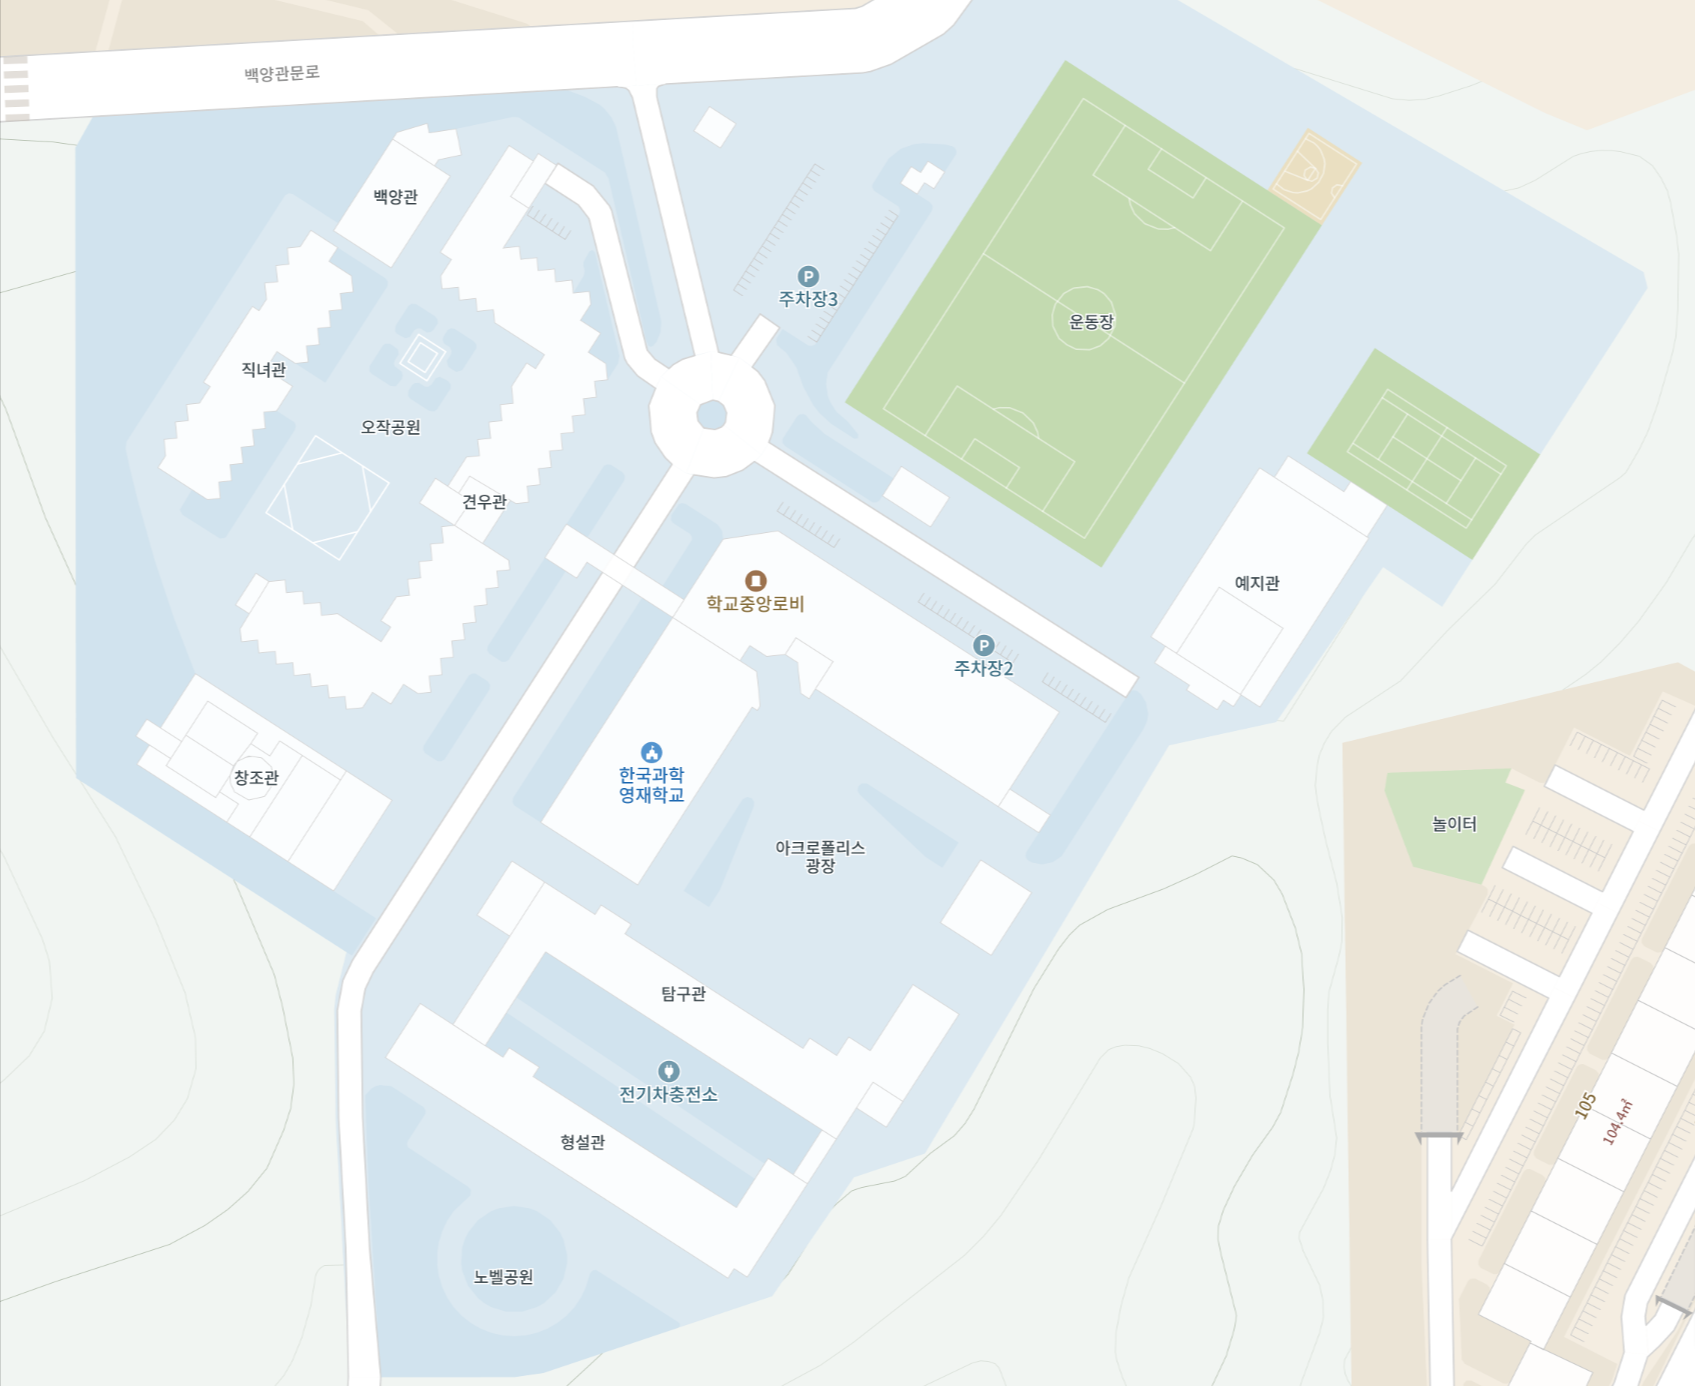 백양관문로
백양관
P
주차장3
운동장
직녀관
오작공원
견우관
학교중앙로비
예지관
P
주차장2
창조관
한국과학
영재학교
놀이터
아크로폴리스
광장
탐구관
전기차충전소
105
104.4㎡
형설관
노벨공원